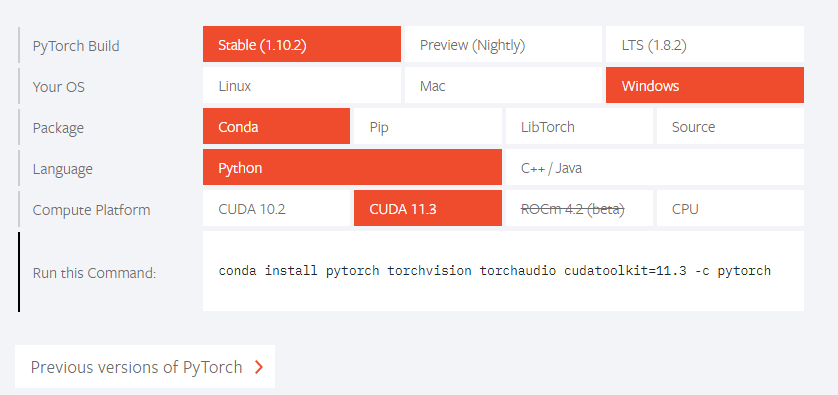 PyTorch Build Stable (1.10.2) Preview (Nightly) LTS (1.8.2)
Your OS Linux Mac Windows
Package Conda Pip LibTorch Source
Language Python C++ / Java
Compute Platform CUDA 10.2 CUDA 11.3 ROCm 4.2 (beta) CPU
Run this Command: conda install pytorch torchvision torchaudio cudatoolkit=11.3 -c pytorch
Previous versions of PyTorch